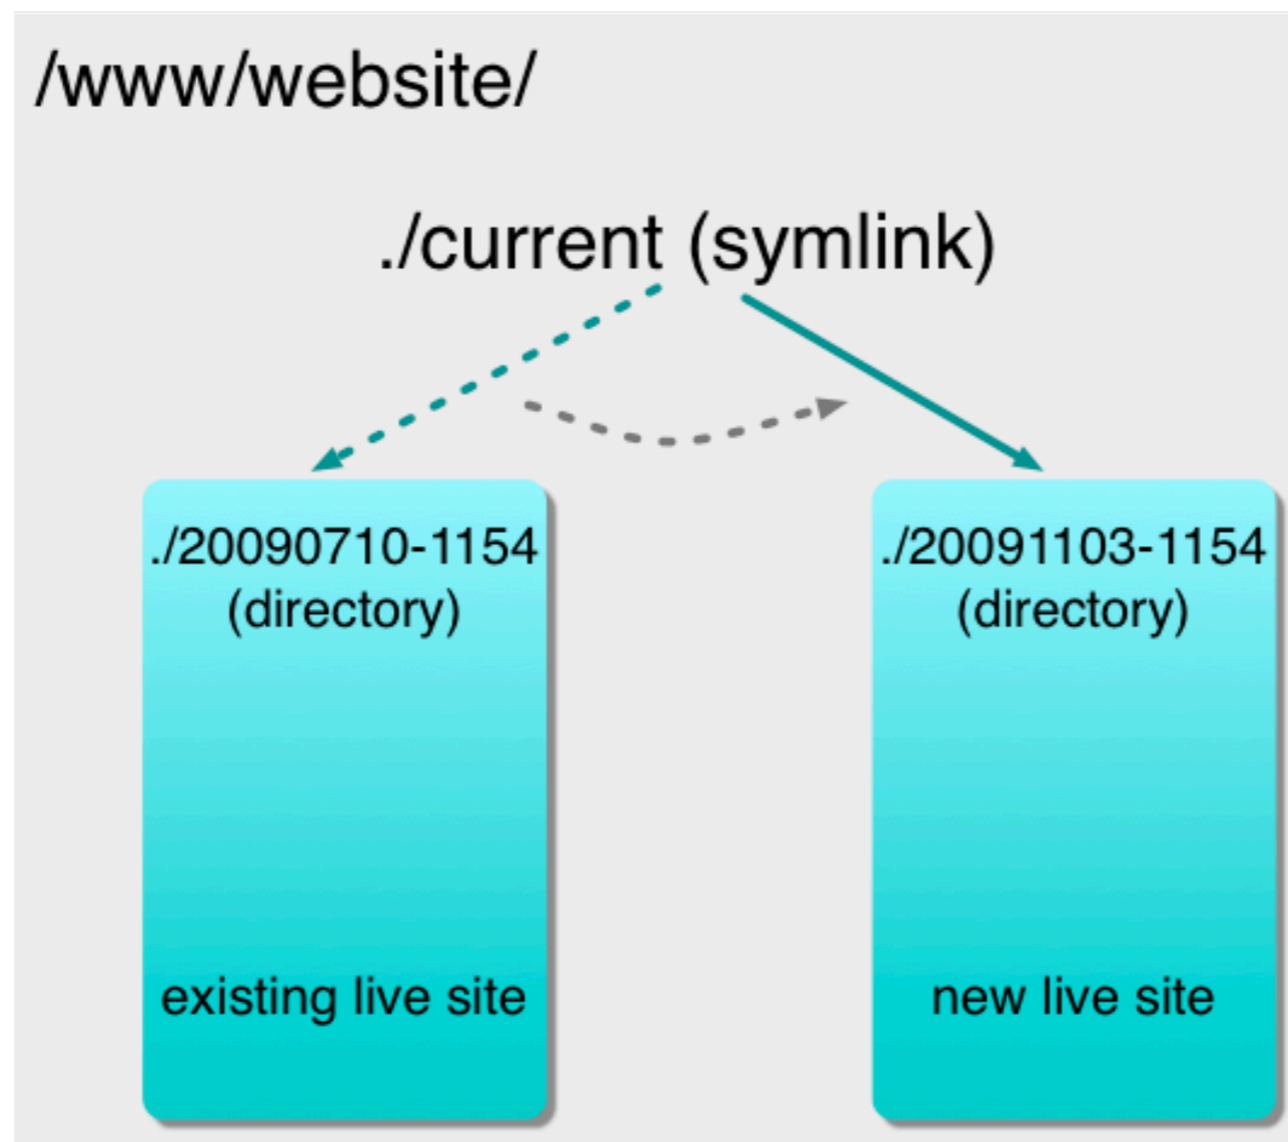 /www/website/
./current (symlink)
./20090710-1154
(directory)
existing live site
./20091103-1154
(directory)
new live site